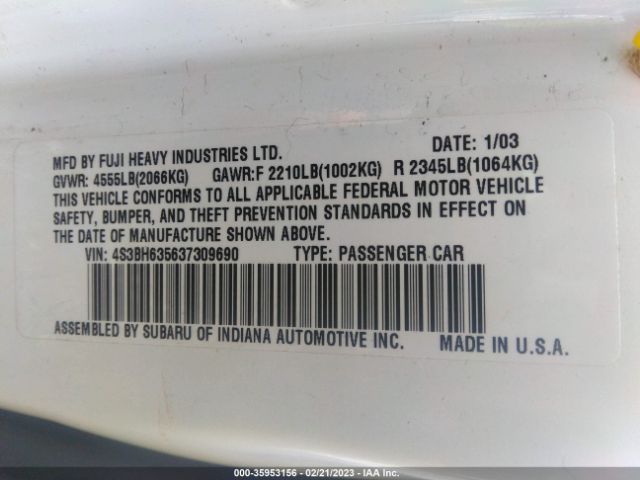 DATE: 1/03
MFD BY FUJI HEAVY INDUSTRIES LTD.
GVWR: 4555LB(2066KG) GAWR:F 2210LB(1002KG) R 2345LB(1064KG)
THIS VEHICLE CONFORMS TO ALL APPLICABLE FEDERAL MOTOR VEHICLE
SAFETY, BUMPER, AND THEFT PREVENTION STANDARDS IN EFFECT ON
THE DATE OF MANUFACTURE SHOWN ABOVE.
VIN: 4S3BH635637309690 TYPE: PASSENGER CAR
ASSEMBLED BY SUBARU OF INDIANA AUTOMOTIVE INC. MADE IN U.S.A.
000-35953156 - 02/21/2023 - IAA Inc.